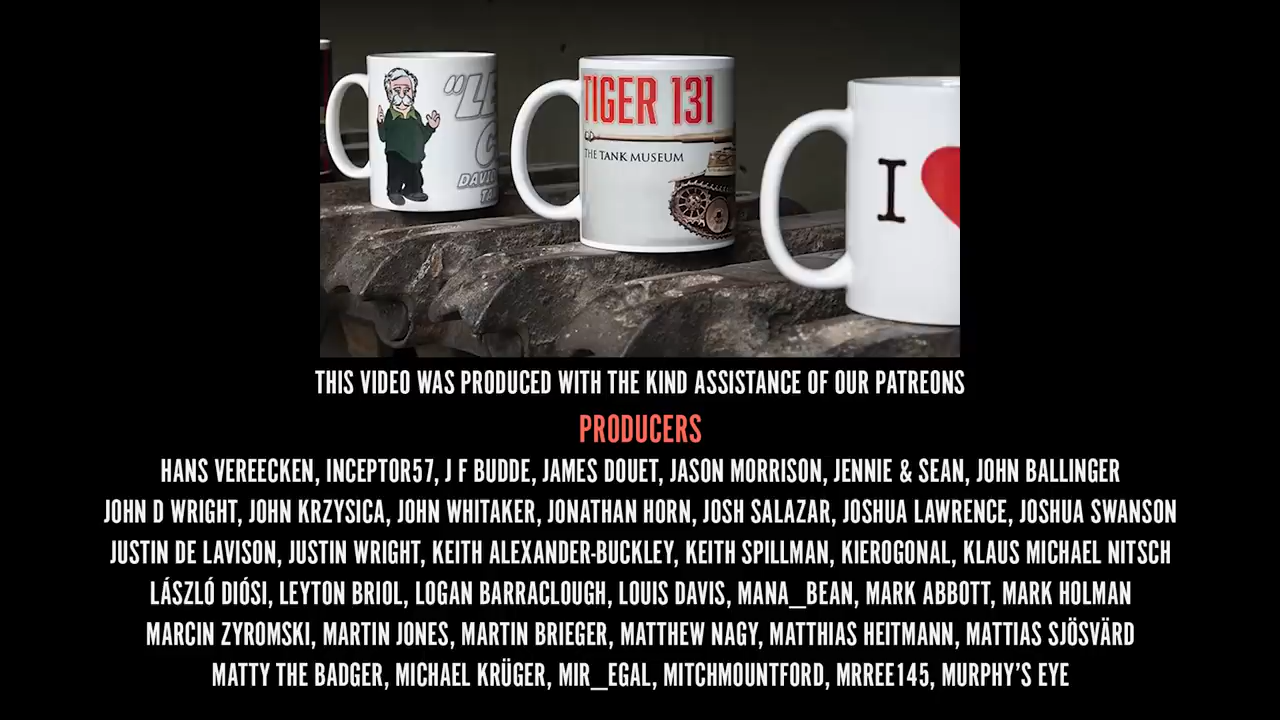 "LE
C
DAVID
TA
TIGER 131
THE TANK MUSEUM
I
THIS VIDEO WAS PRODUCED WITH THE KIND ASSISTANCE OF OUR PATREONS
PRODUCERS
HANS VEREECKEN, INCEPTOR57, J F BUDDE, JAMES DOUET, JASON MORRISON, JENNIE & SEAN, JOHN BALLINGER
JOHN D WRIGHT, JOHN KRZYSICA, JOHN WHITAKER, JONATHAN HORN, JOSH SALAZAR, JOSHUA LAWRENCE, JOSHUA SWANSON
JUSTIN DE LAVISON, JUSTIN WRIGHT, KEITH ALEXANDER-BUCKLEY, KEITH SPILLMAN, KIEROGONAL, KLAUS MICHAEL NITSCH
LÁSZLÓ DIÓSI, LEYTON BRIOL, LOGAN BARRACLOUGH, LOUIS DAVIS, MANA_BEAN, MARK ABBOTT, MARK HOLMAN
MARCIN ZYROMSKI, MARTIN JONES, MARTIN BRIEGER, MATTHEW NAGY, MATTHIAS HEITMANN, MATTIAS SJÖSVÄRD
MATTY THE BADGER, MICHAEL KRÜGER, MIR_EGAL, MITCHMOUNTFORD, MRREE145, MURPHY'S EYE